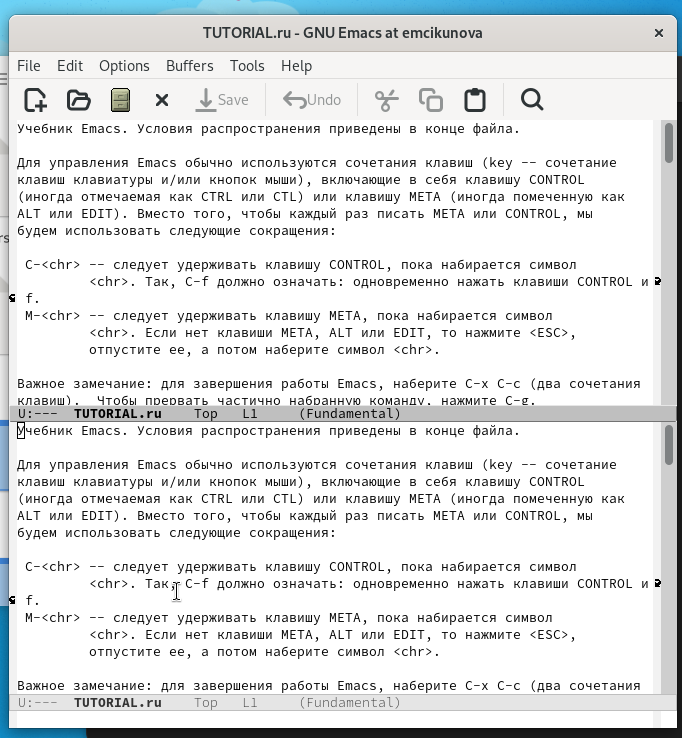 TUTORIAL.ru - GNU Emacs at emcikunova
File Edit Options Buffers Tools Help
Save Undo
Учебник Emacs. Условия распространения приведены в конце файла.
Для управления Emacs обычно используются сочетания клавиш (key -- сочетание
клавиш клавиатуры и/или кнопок мыши), включающие в себя клавишу CONTROL
(иногда отмечаемая как CTRL или CTL) или клавишу META (иногда помеченную как
ALT или EDIT). Вместо того, чтобы каждый раз писать META или CONTROL, мы
будем использовать следующие сокращения:
C-<chr> -- следует удерживать клавишу CONTROL, пока набирается символ
<chr>. Так, C-f должно означать: одновременно нажать клавиши CONTROL и
f.
M-<chr> -- следует удерживать клавишу META, пока набирается символ
<chr>. Если нет клавиши META, ALT или EDIT, то нажмите <ESC>,
отпустите ее, а потом наберите символ <chr>.
Важное замечание: для завершения работы Emacs, наберите C-x C-c (два сочетания
клавиш). Чтобы прервать частично набранную команду, нажмите C-g.
U:--- TUTORIAL.ru Top L1 (Fundamental)
Учебник Emacs. Условия распространения приведены в конце файла.
Для управления Emacs обычно используются сочетания клавиш (key -- сочетание
клавиш клавиатуры и/или кнопок мыши), включающие в себя клавишу CONTROL
(иногда отмечаемая как CTRL или CTL) или клавишу META (иногда помеченную как
ALT или EDIT). Вместо того, чтобы каждый раз писать META или CONTROL, мы
будем использовать следующие сокращения:
C-<chr> -- следует удерживать клавишу CONTROL, пока набирается символ
<chr>. Так, C-f должно означать: одновременно нажать клавиши CONTROL и
f.
M-<chr> -- следует удерживать клавишу META, пока набирается символ
<chr>. Если нет клавиши META, ALT или EDIT, то нажмите <ESC>,
отпустите ее, а потом наберите символ <chr>.
Важное замечание: для завершения работы Emacs, наберите C-x C-c (два сочетания
U:--- TUTORIAL.ru Top L1 (Fundamental)